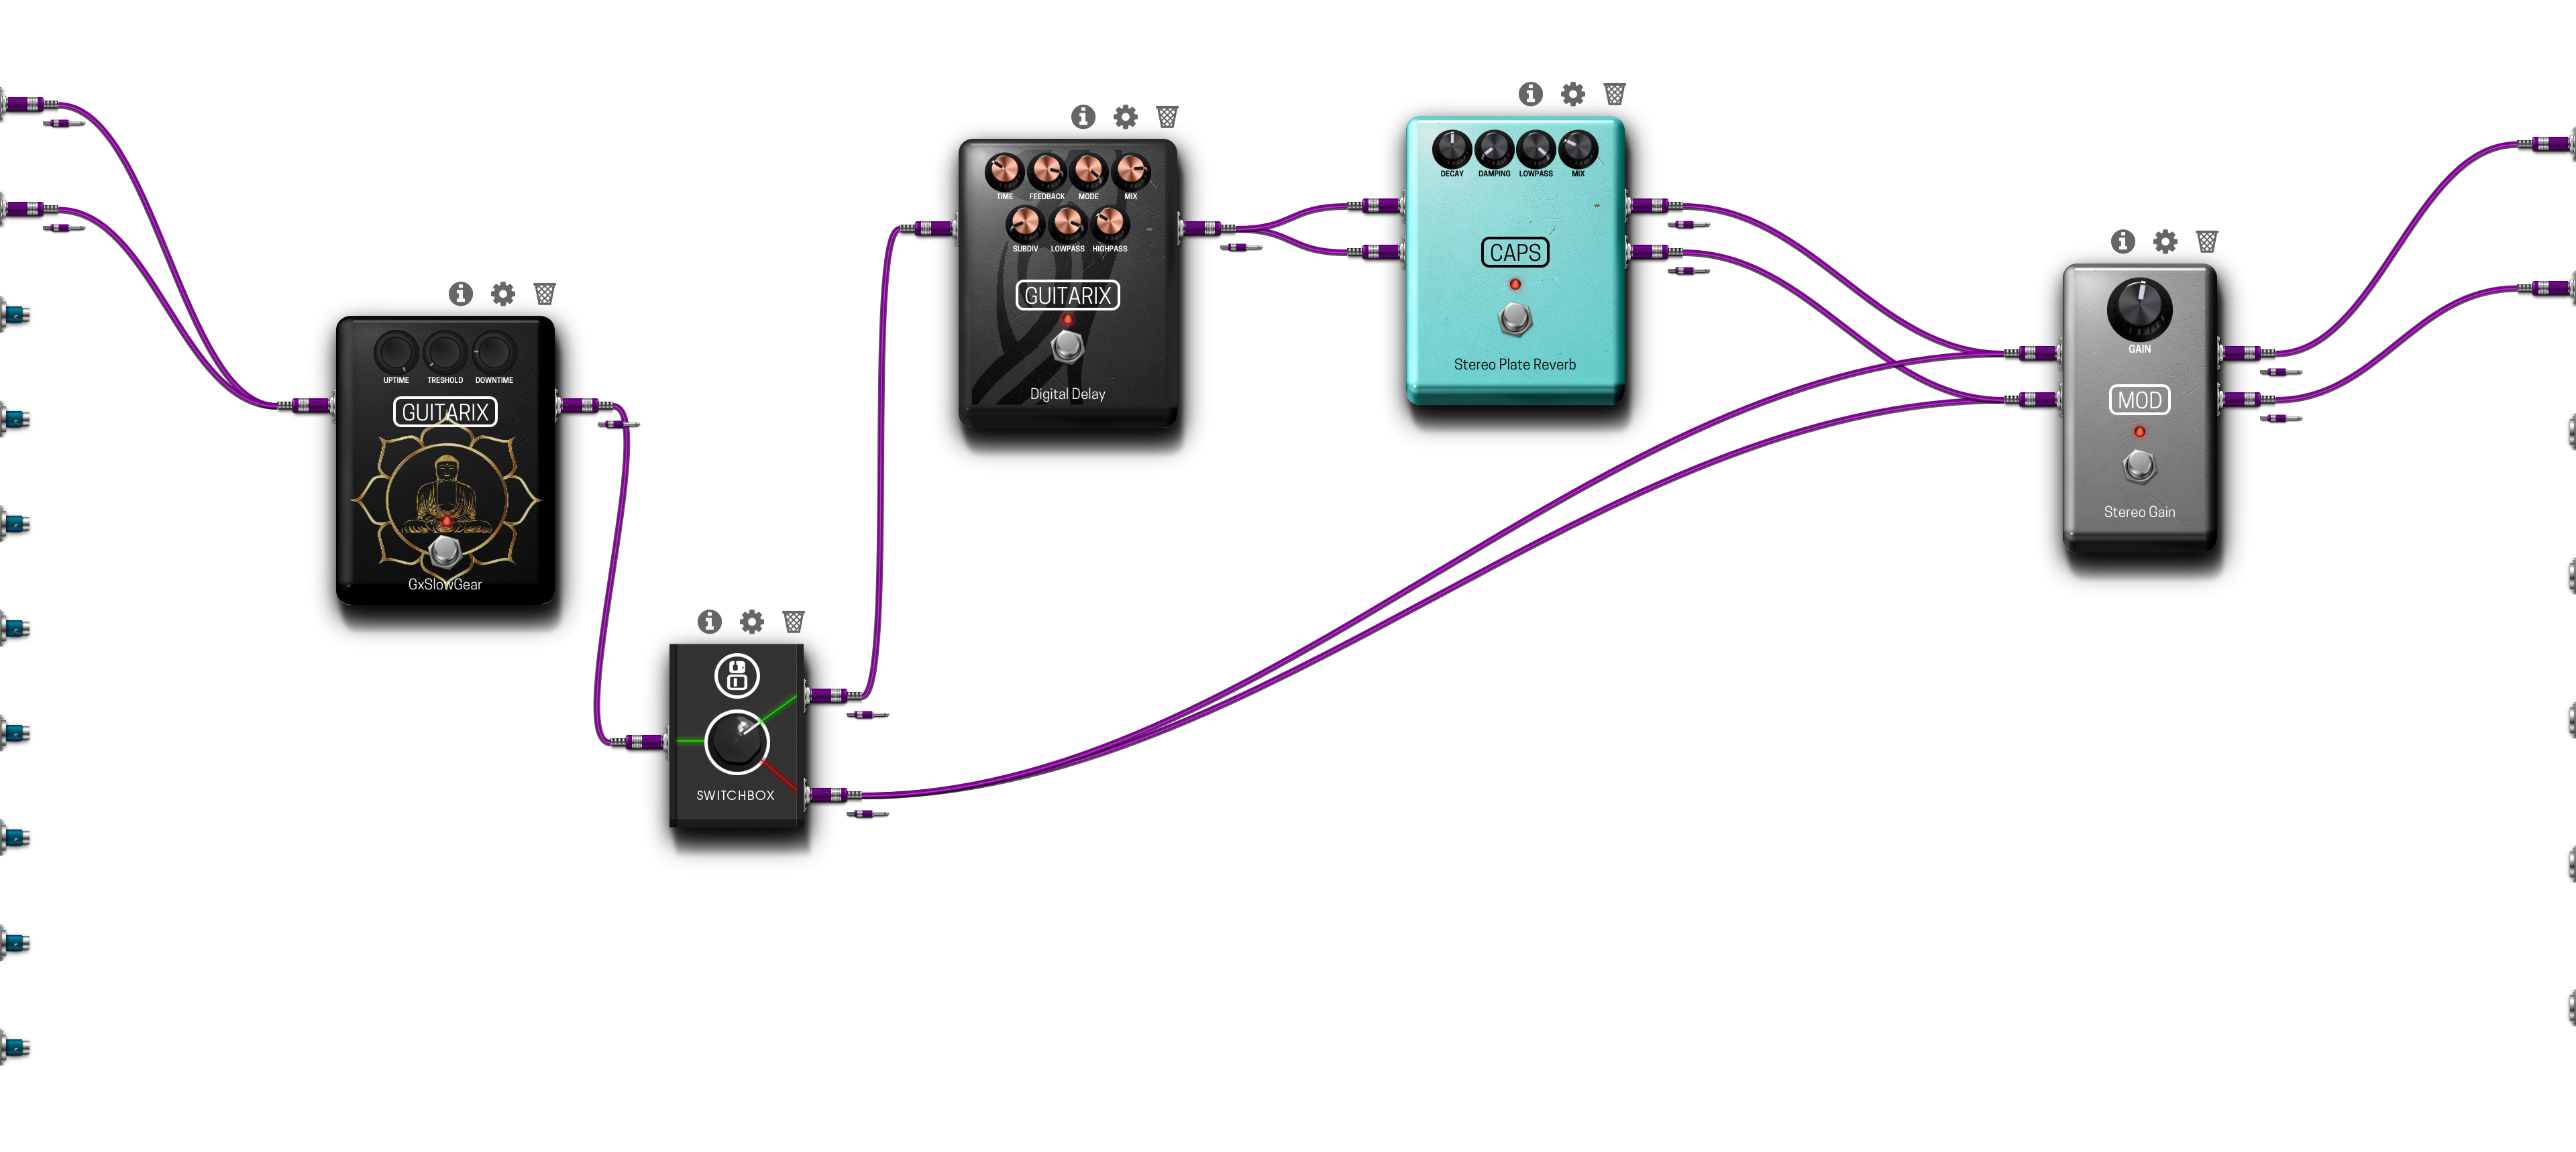 UPTIME TRESHOLD DOWNTIME
GUITARIX
GxSlowGear
SWITCHBOX
TIME FEEDBACK MODE MIX
SUBDIV LOWPASS HIGHPASS
GUITARIX
Digital Delay
DECAY DAMPING LOWPASS MIX
CAPS
Stereo Plate Reverb
GAIN
MOD
Stereo Gain